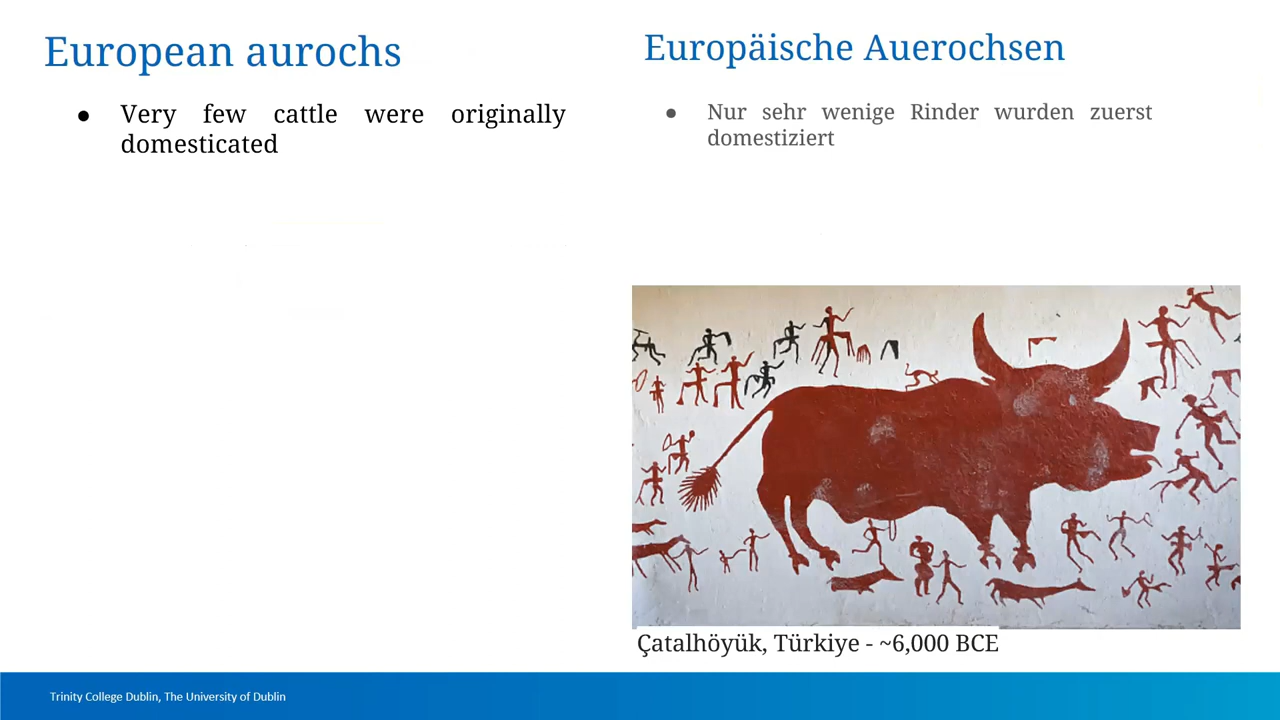 European aurochs
● Very few cattle were originally
domesticated
Europäische Auerochsen
● Nur sehr wenige Rinder wurden zuerst
domestiziert
Çatalhöyük, Türkiye - ~6,000 BCE
Trinity College Dublin, The University of Dublin